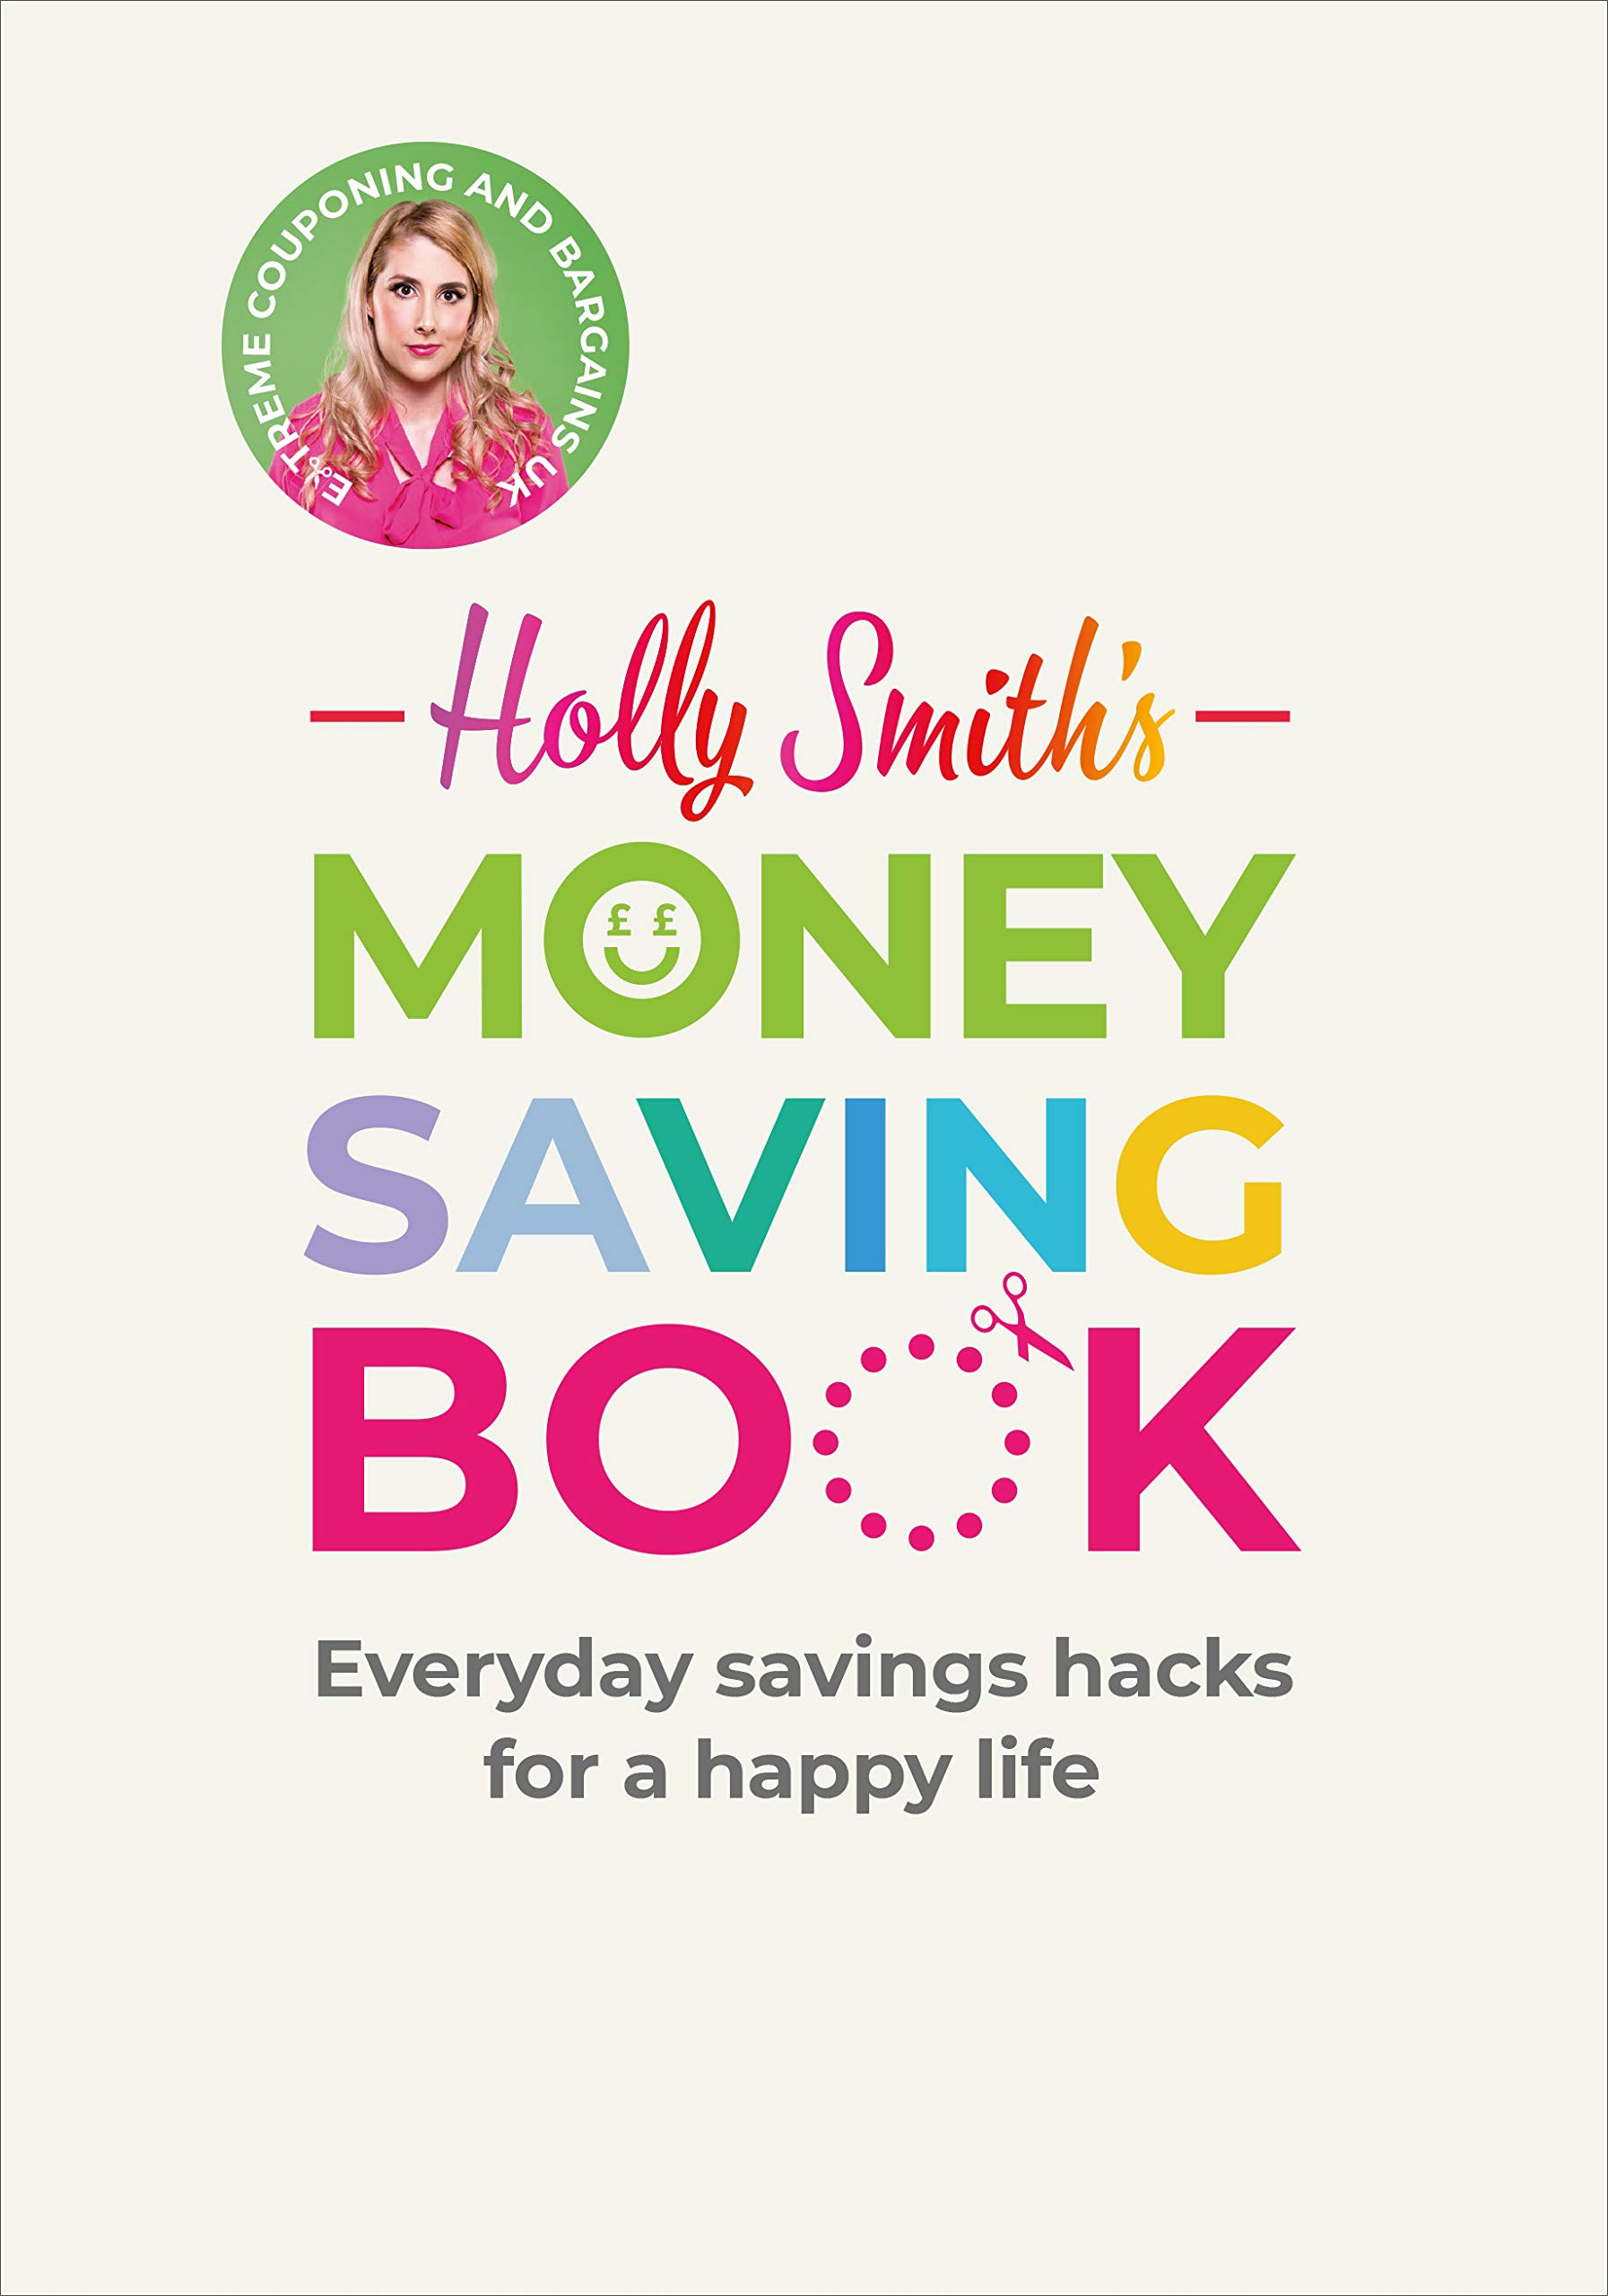 EXTREME COUPONING AND BARGAINS UK
Holly Smith's
MONEY
££
SAVING
BOOK
Everyday savings hacks
for a happy life